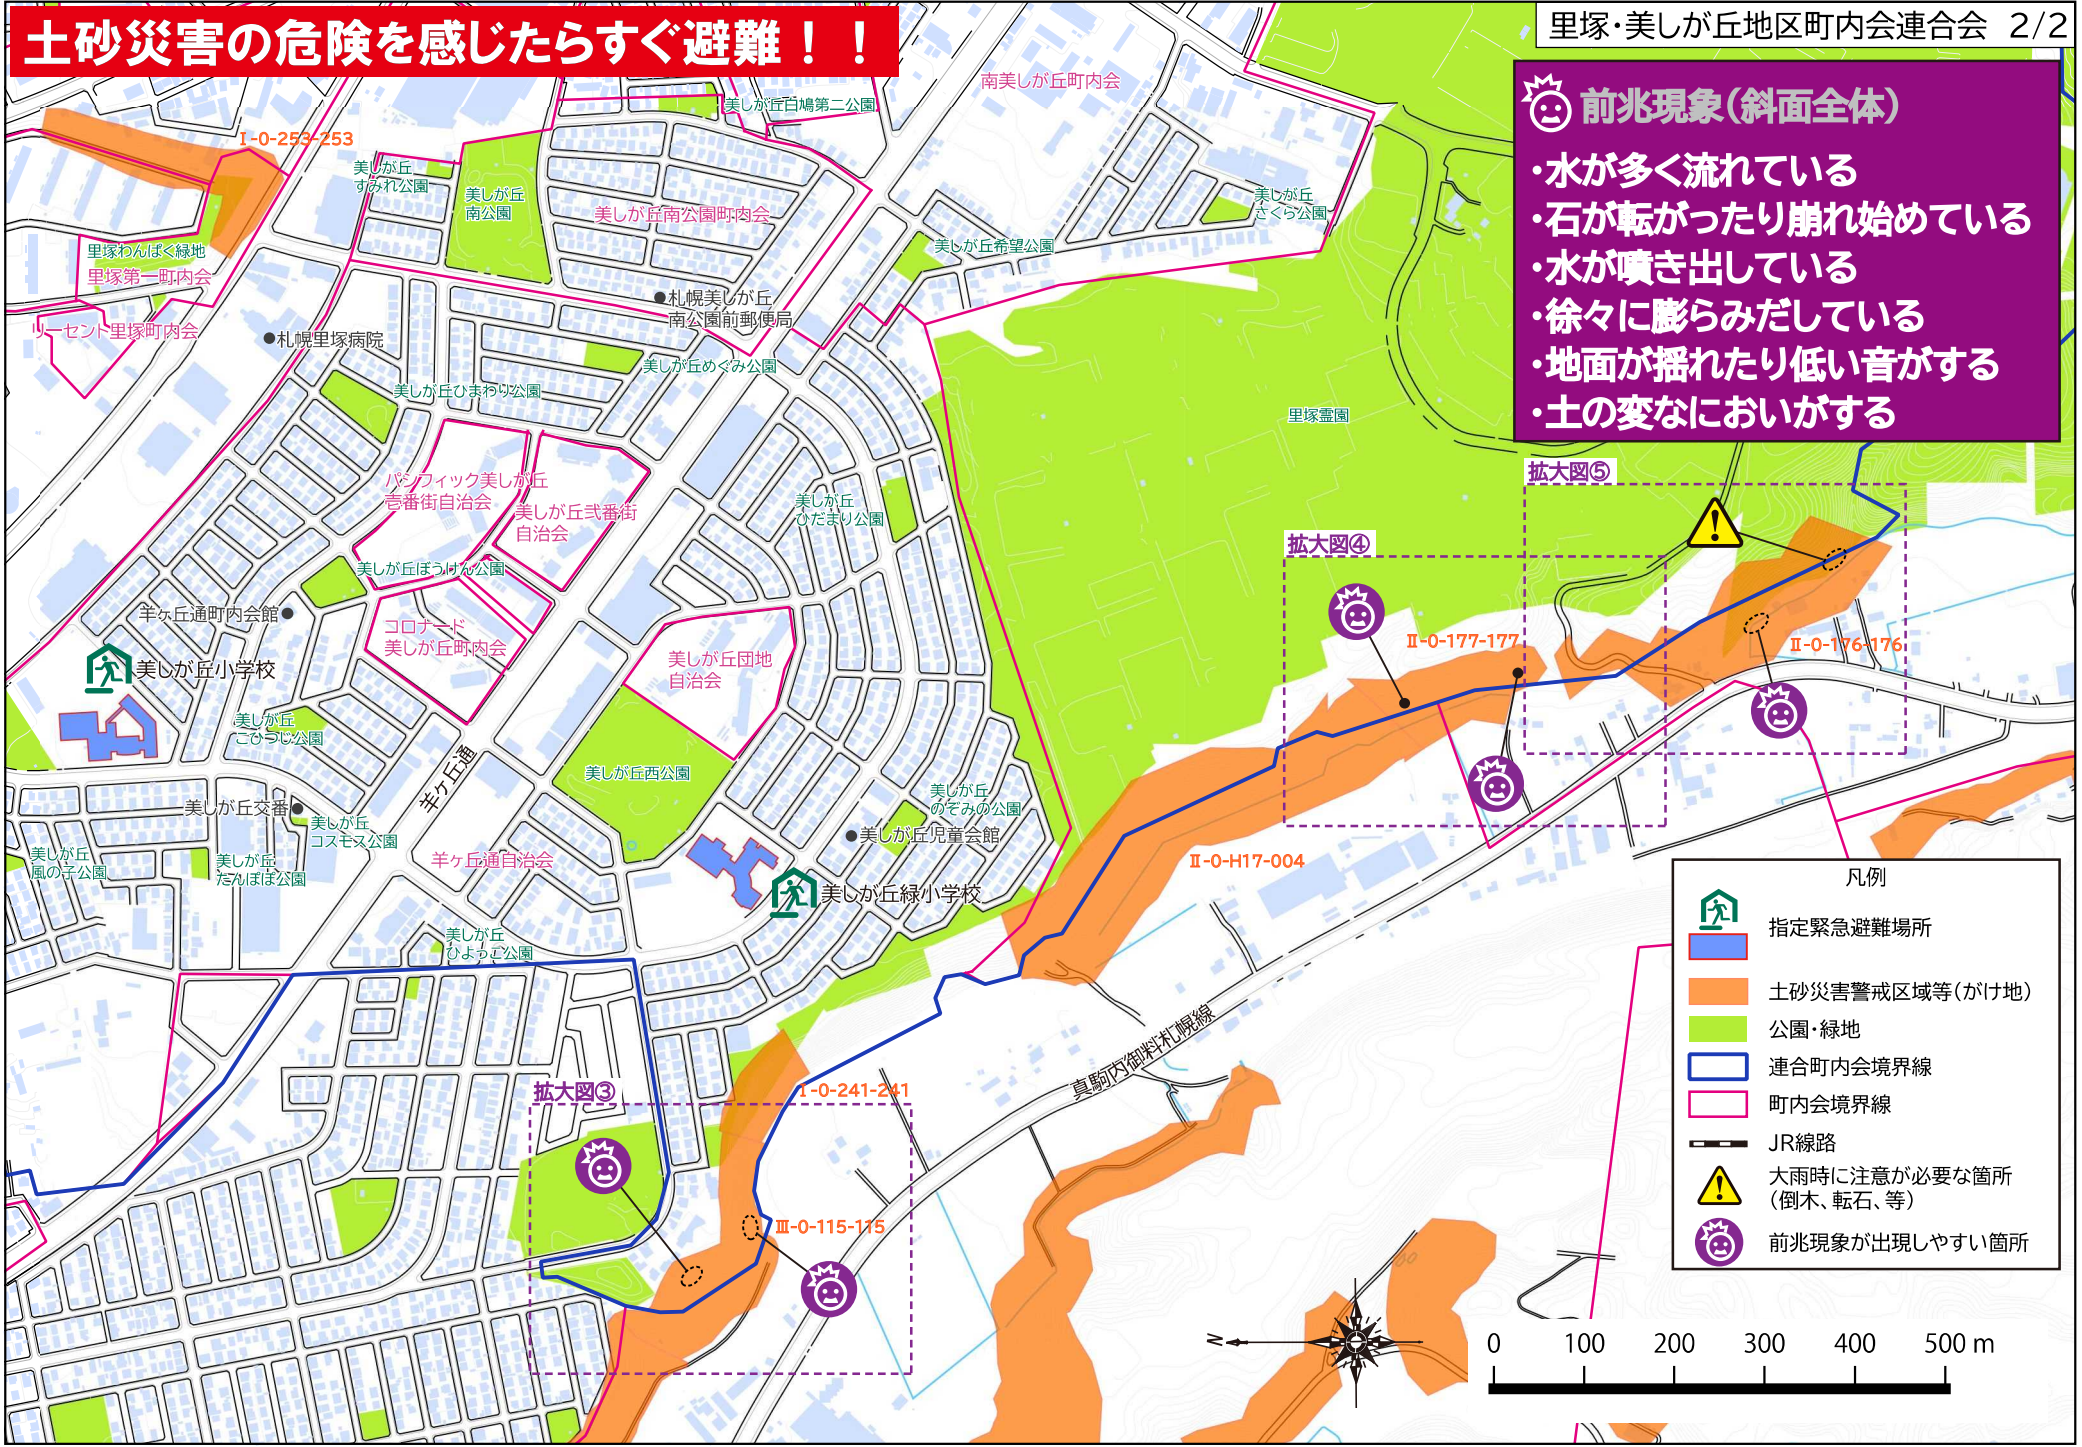 土砂災害の危険を感じたらすぐ避難！！
里塚・美しが丘地区町内会連合会 2/2
前兆現象(斜面全体)
・水が多く流れている
・石が転がったり崩れ始めている
・水が噴き出している
・徐々に膨らみだしている
・地面が揺れたり低い音がする
・土の変なにおいがする
南美しが丘町内会
美しが丘白鳩第二公園
Ⅰ-0-253-253
美しが丘
すみれ公園
美しが丘
南公園
美しが丘南公園町内会
美しが丘
さくら公園
美しが丘希望公園
里塚わんぱく緑地
里塚第一町内会
リーセント里塚町内会
札幌美しが丘
南公園前郵便局
札幌里塚病院
美しが丘めぐみ公園
美しが丘ひまわり公園
里塚霊園
パシフィック美しが丘
壱番街自治会
美しが丘弐番街
自治会
美しが丘
ひだまり公園
拡大図⑤
拡大図④
美しが丘ぼうけん公園
羊ヶ丘通町内会館
コロナード
美しが丘町内会
美しが丘小学校
美しが丘団地
自治会
Ⅱ-0-177-177
Ⅱ-0-176-176
美しが丘
こひつじ公園
羊ヶ丘通
美しが丘西公園
美しが丘
のぞみの公園
美しが丘交番
美しが丘
コスモス公園
美しが丘児童会館
羊ヶ丘通自治会
美しが丘
風の子公園
美しが丘
たんぽぽ公園
Ⅱ-0-H17-004
美しが丘緑小学校
美しが丘
ひよっこ公園
真駒内御料札幌線
拡大図③
Ⅰ-0-241-241
Ⅲ-0-115-115
凡例
指定緊急避難場所
土砂災害警戒区域等(がけ地)
公園・緑地
連合町内会境界線
町内会境界線
JR線路
大雨時に注意が必要な箇所
(倒木、転石、等)
前兆現象が出現しやすい箇所
N
0 100 200 300 400 500 m